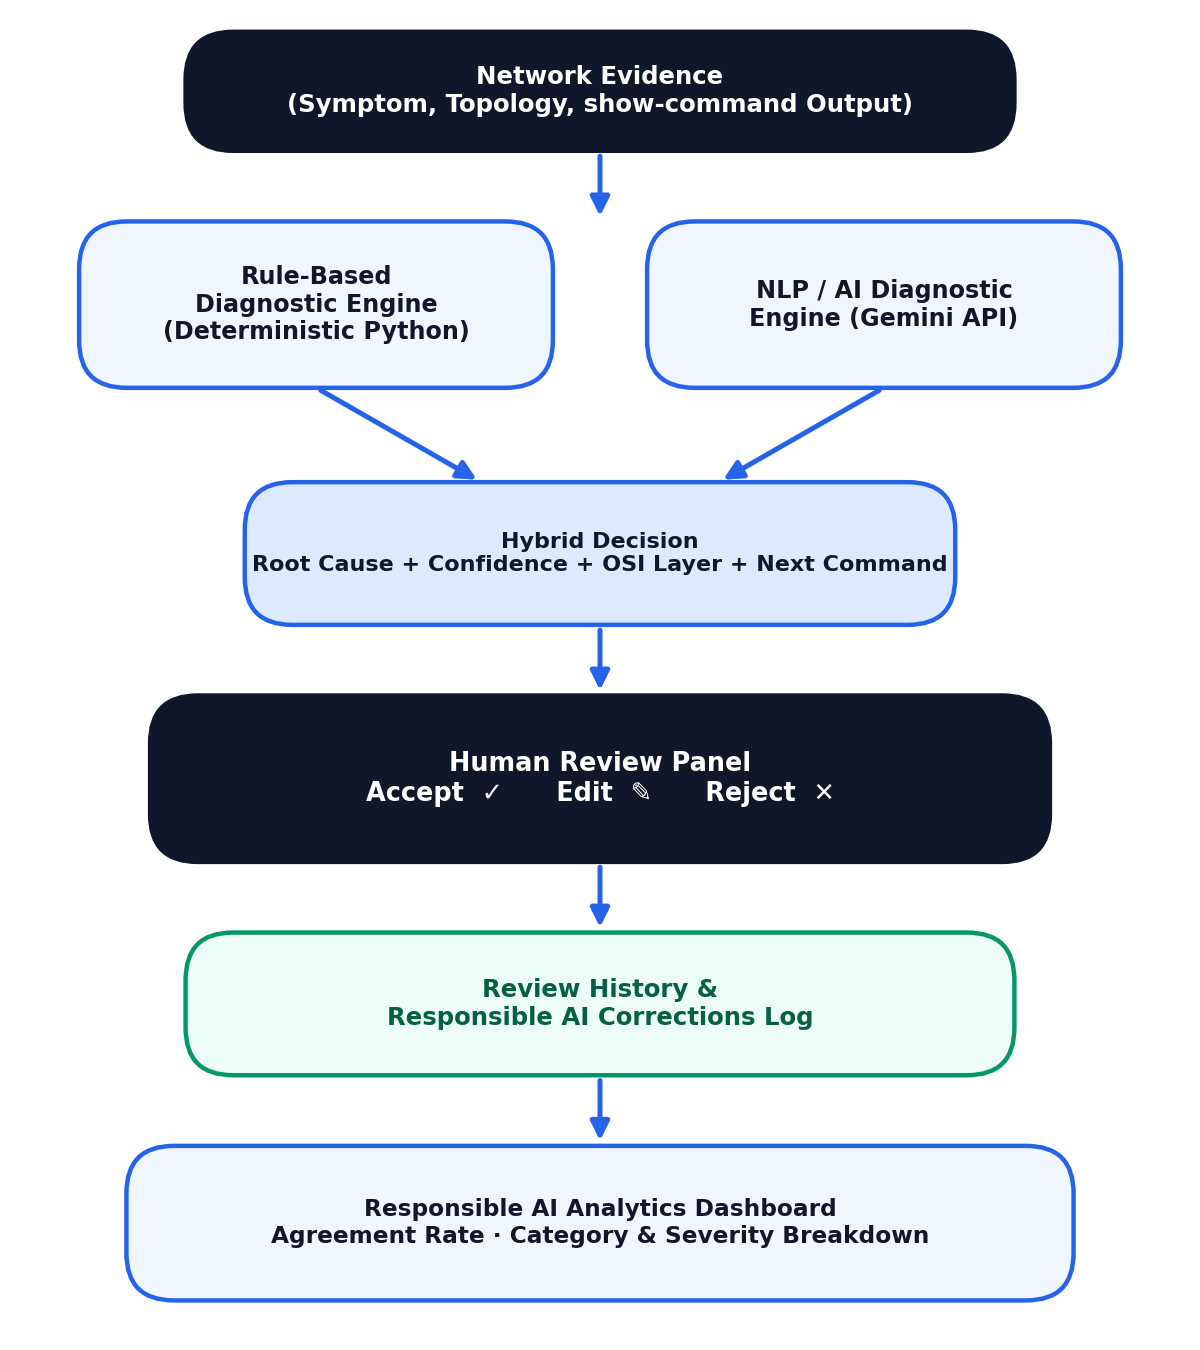 Network Evidence
(Symptom, Topology, show-command Output)
Rule-Based
Diagnostic Engine
(Deterministic Python)
NLP / AI Diagnostic
Engine (Gemini API)
Hybrid Decision
Root Cause + Confidence + OSI Layer + Next Command
Human Review Panel
Accept ✓ Edit ✎ Reject ✕
Review History &
Responsible AI Corrections Log
Responsible AI Analytics Dashboard
Agreement Rate · Category & Severity Breakdown